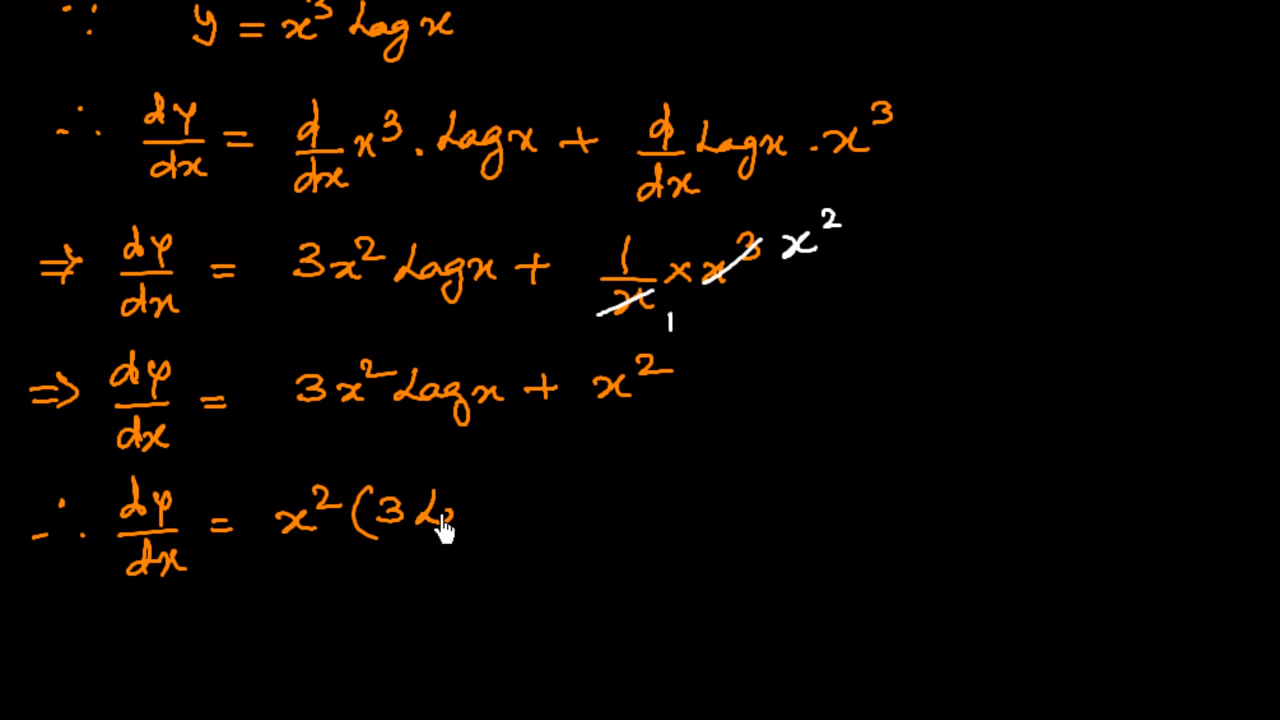 ∵ y = x³ Log x
∴ dy/dx = d/dx x³ . Log x + d/dx Log x . x³
⇒ dy/dx = 3x² Log x + 1/x × x³ x² 1
⇒ dy/dx = 3x² Log x + x²
∴ dy/dx = x² (3 L